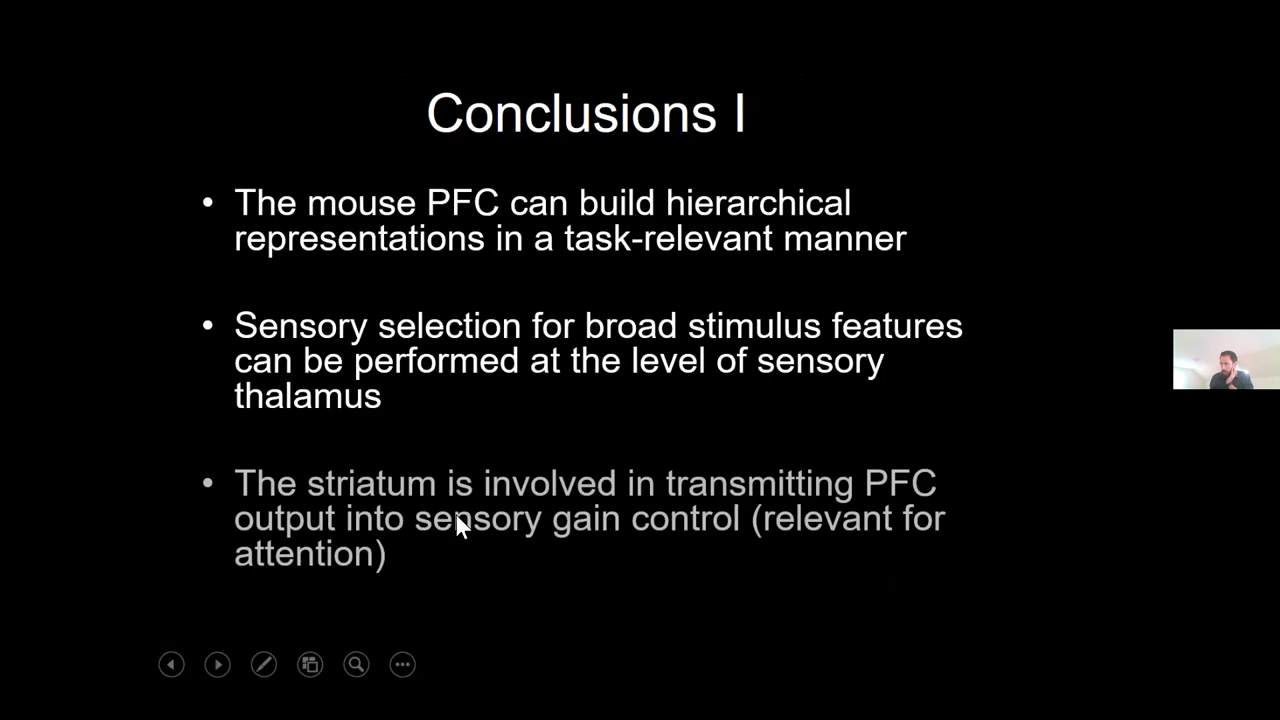 Conclusions I
• The mouse PFC can build hierarchical
representations in a task-relevant manner
• Sensory selection for broad stimulus features
can be performed at the level of sensory
thalamus
• The striatum is involved in transmitting PFC
output into sensory gain control (relevant for
attention)